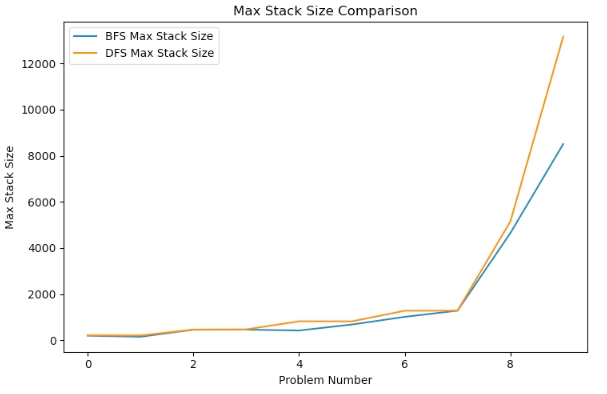 Max Stack Size Comparison
BFS Max Stack Size
DFS Max Stack Size
12000
10000
8000
6000
4000
2000
0
Max Stack Size
0 2 4 6 8
Problem Number